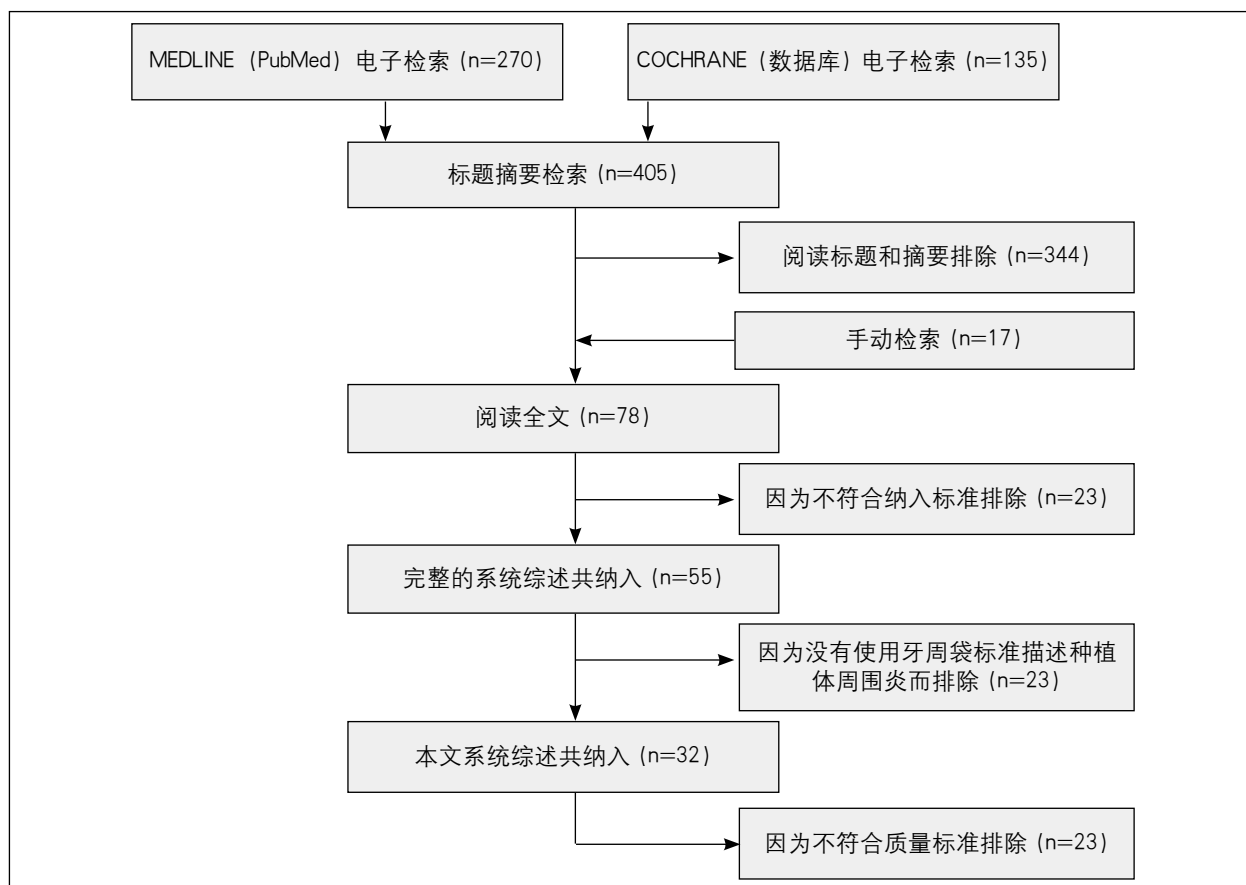 MEDLINE（PubMed）电子检索（n=270）
COCHRANE（数据库）电子检索（n=135）
标题摘要检索（n=405）
阅读标题和摘要排除（n=344）
手动检索（n=17）
阅读全文（n=78）
因为不符合纳入标准排除（n=23）
完整的系统综述共纳入（n=55）
因为没有使用牙周袋标准描述种植
体周围炎而排除（n=23）
本文系统综述共纳入（n=32）
因为不符合质量标准排除（n=23）